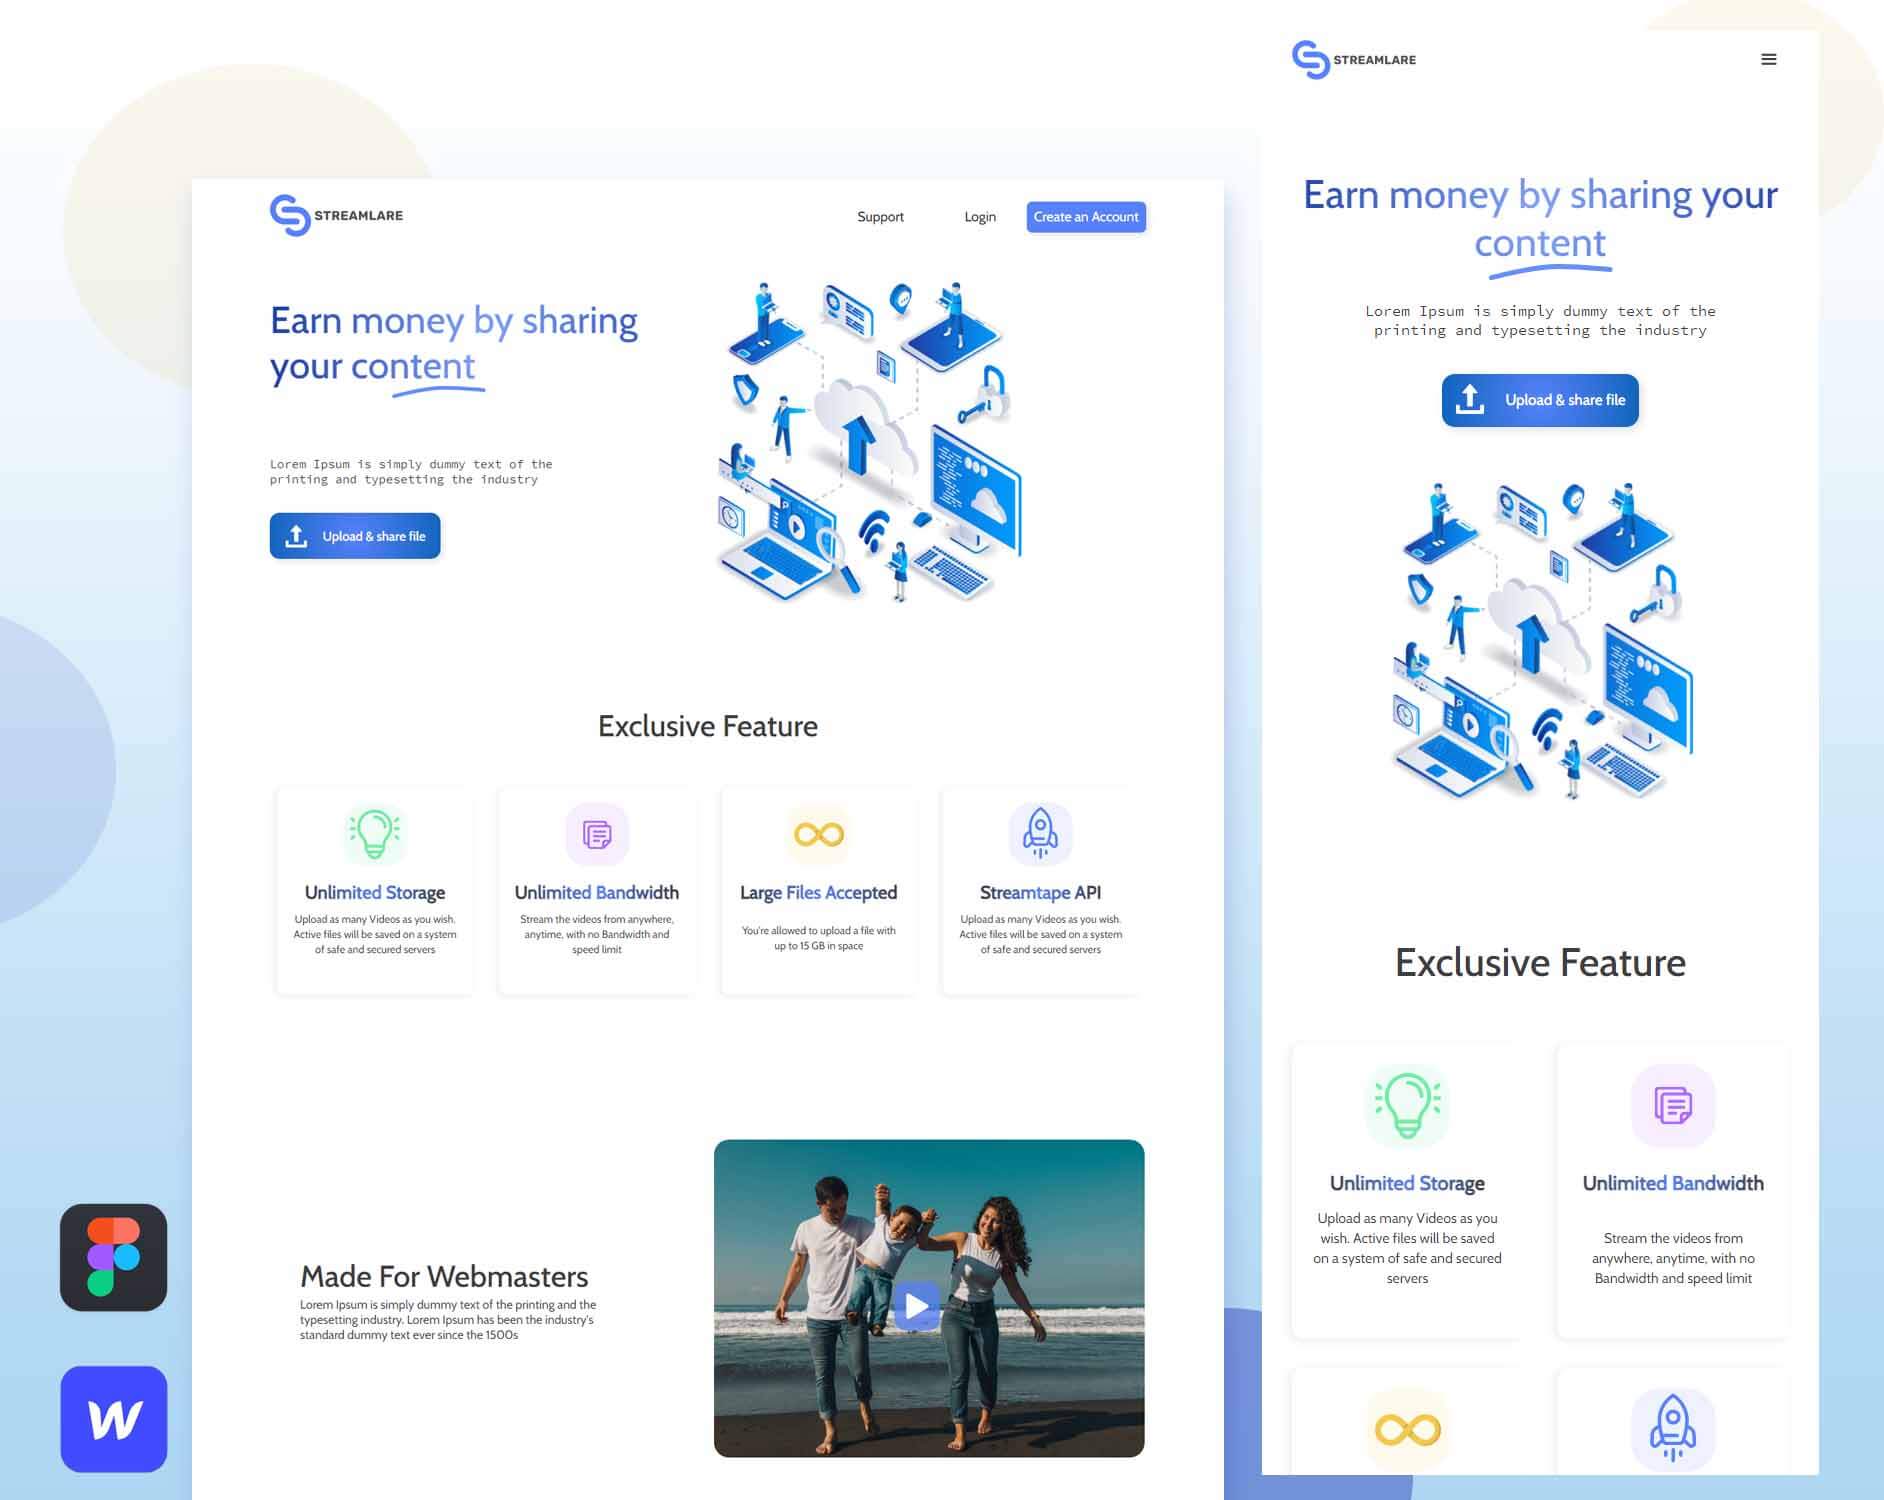 STREAMLARE
Support
Login
Create an Account
Earn money by sharing
your content
Lorem Ipsum is simply dummy text of the
printing and typesetting the industry
Upload & share file
Exclusive Feature
Unlimited Storage
Upload as many Videos as you wish.
Active files will be saved on a system
of safe and secured servers
Unlimited Bandwidth
Stream the videos from anywhere,
anytime, with no Bandwidth and
speed limit
Large Files Accepted
You're allowed to upload a file with
up to 15 GB in space
Streamtape API
Upload as many Videos as you wish.
Active files will be saved on a system
of safe and secured servers
Made For Webmasters
Lorem Ipsum is simply dummy text of the printing and the
typesetting industry. Lorem Ipsum has been the industry's
standard dummy text ever since the 1500s
W
STREAMLARE
Earn money by sharing your
content
Lorem Ipsum is simply dummy text of the
printing and typesetting the industry
Upload & share file
Exclusive Feature
Unlimited Storage
Upload as many Videos as you
wish. Active files will be saved
on a system of safe and secured
servers
Unlimited Bandwidth
Stream the videos from
anywhere, anytime, with no
Bandwidth and speed limit